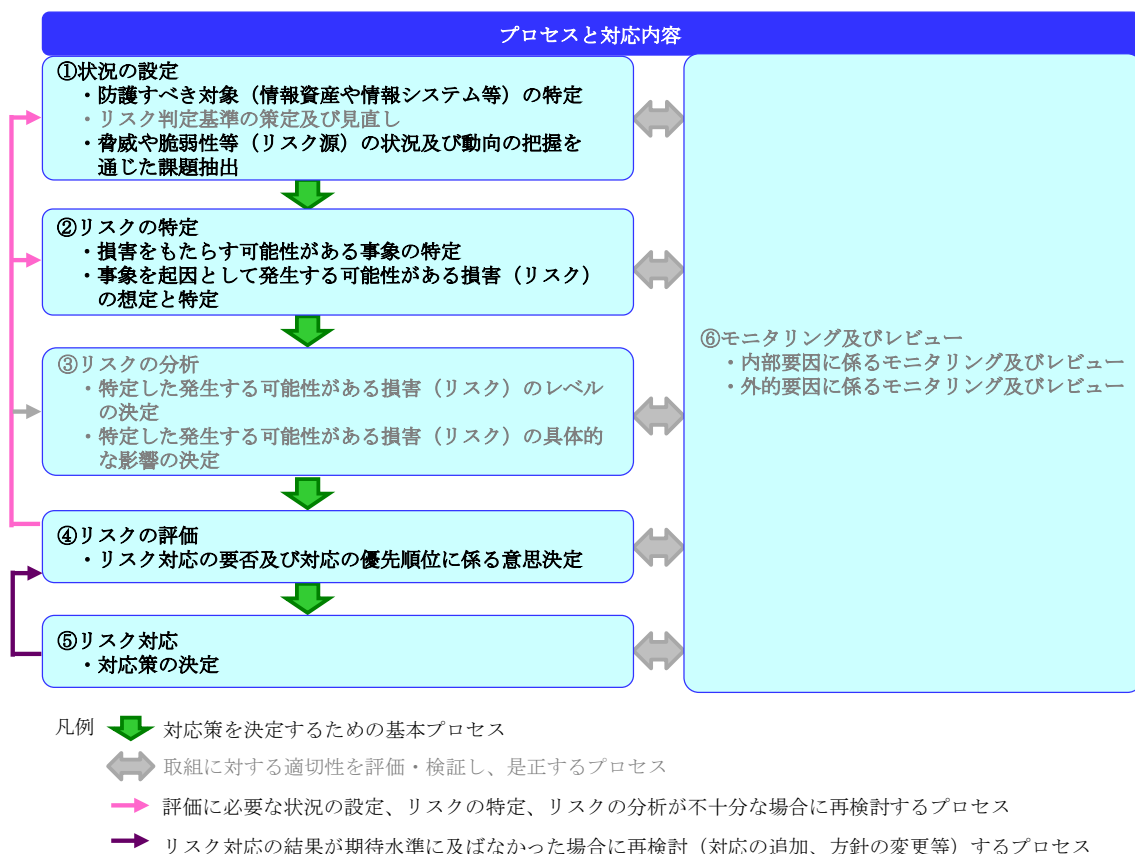 プロセスと対応内容
①状況の設定
・防護すべき対象（情報資産や情報システム等）の特定
・リスク判定基準の策定及び見直し
・脅威や脆弱性等（リスク源）の状況及び動向の把握を
通じた課題抽出
②リスクの特定
・損害をもたらす可能性がある事象の特定
・事象を起因として発生する可能性がある損害（リスク）
の想定と特定
③リスクの分析
・特定した発生する可能性がある損害（リスク）のレベル
の決定
・特定した発生する可能性がある損害（リスク）の具体的
な影響の決定
④リスクの評価
・リスク対応の要否及び対応の優先順位に係る意思決定
⑤リスク対応
・対応策の決定
⑥モニタリング及びレビュー
・内部要因に係るモニタリング及びレビュー
・外的要因に係るモニタリング及びレビュー
凡例 対応策を決定するための基本プロセス
取組に対する適切性を評価・検証し、是正するプロセス
評価に必要な状況の設定、リスクの特定、リスクの分析が不十分な場合に再検討するプロセス
リスク対応の結果が期待水準に及ばなかった場合に再検討（対応の追加、方針の変更等）するプロセス